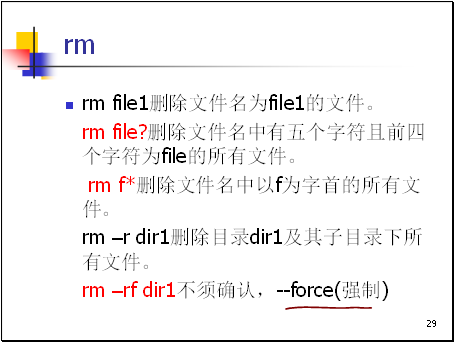 rm
rm file1删除文件名为file1的文件。
rm file?删除文件名中有五个字符且前四
个字符为file的所有文件。
rm f*删除文件名中以f为字首的所有文
件。
rm –r dir1删除目录dir1及其子目录下所
有文件。
rm –rf dir1不须确认，--force(强制)
29